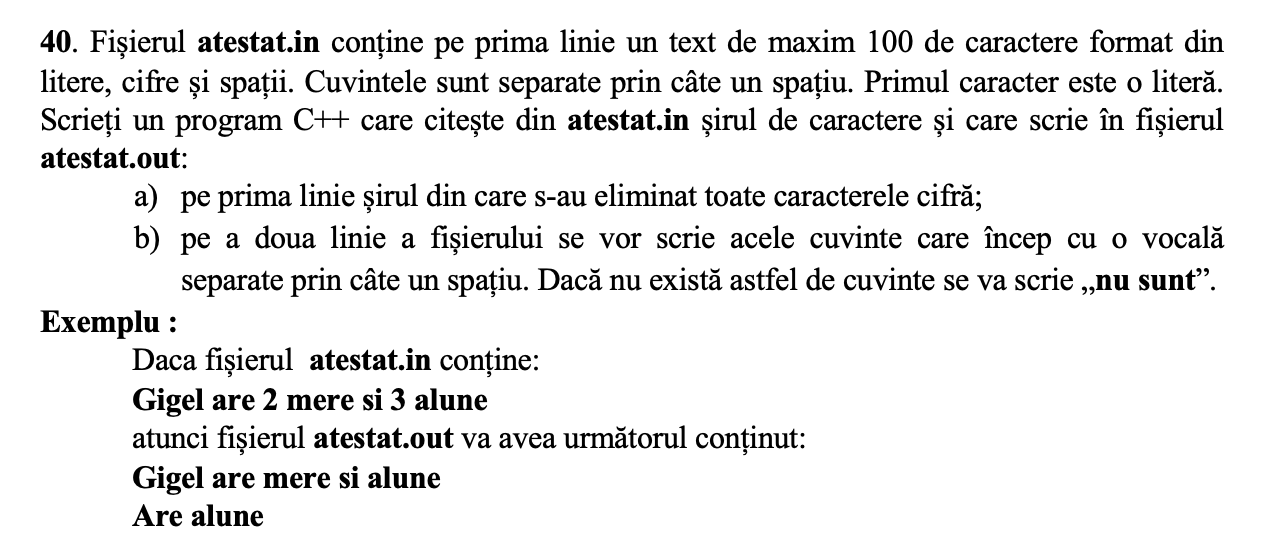 40. Fișierul atestat.in conține pe prima linie un text de maxim 100 de caractere format din
litere, cifre și spații. Cuvintele sunt separate prin câte un spațiu. Primul caracter este o literă.
Scrieți un program C++ care citește din atestat.in șirul de caractere și care scrie în fișierul
atestat.out:
a) pe prima linie șirul din care s-au eliminat toate caracterele cifră;
b) pe a doua linie a fișierului se vor scrie acele cuvinte care încep cu o vocală
separate prin câte un spațiu. Dacă nu există astfel de cuvinte se va scrie „nu sunt”.
Exemplu :
Daca fișierul atestat.in conține:
Gigel are 2 mere si 3 alune
atunci fișierul atestat.out va avea următorul conținut:
Gigel are mere si alune
Are alune